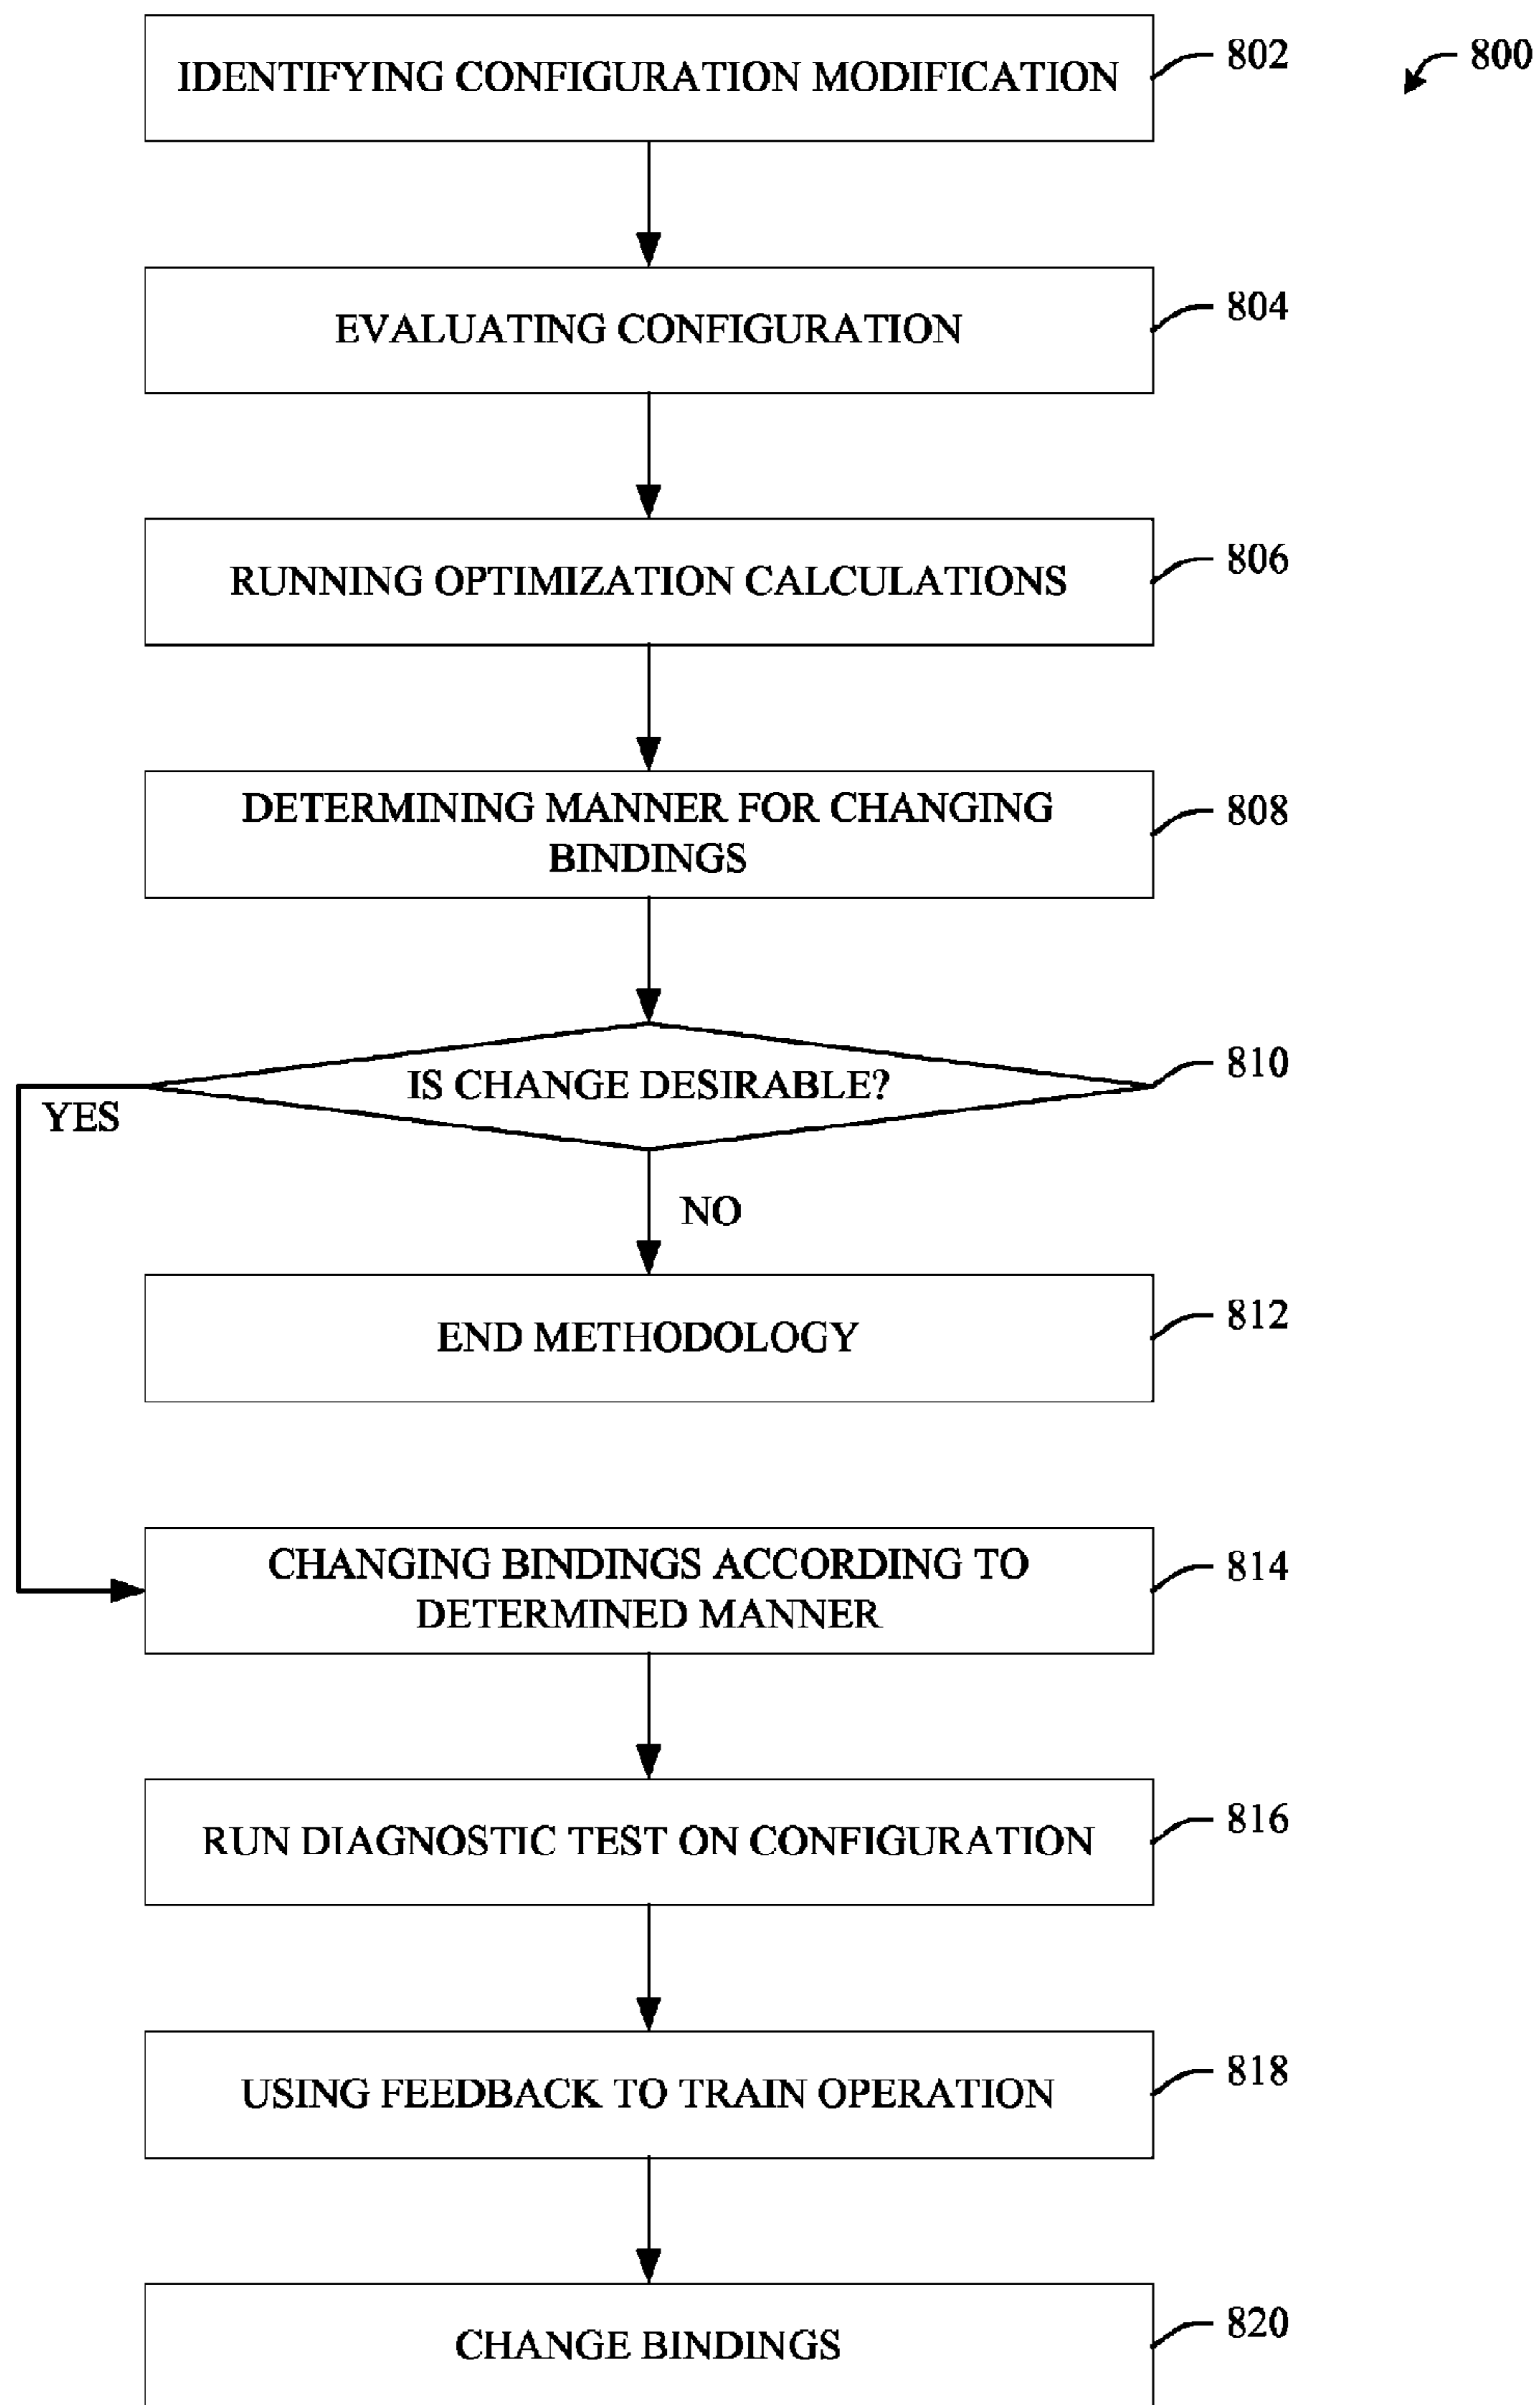 IDENTIFYING CONFIGURATION MODIFICATION
802
800
EVALUATING CONFIGURATION
804
RUNNING OPTIMIZATION CALCULATIONS
806
DETERMINING MANNER FOR CHANGING
BINDINGS
808
IS CHANGE DESIRABLE?
810
YES
NO
END METHODOLOGY
812
CHANGING BINDINGS ACCORDING TO
DETERMINED MANNER
814
RUN DIAGNOSTIC TEST ON CONFIGURATION
816
USING FEEDBACK TO TRAIN OPERATION
818
CHANGE BINDINGS
820